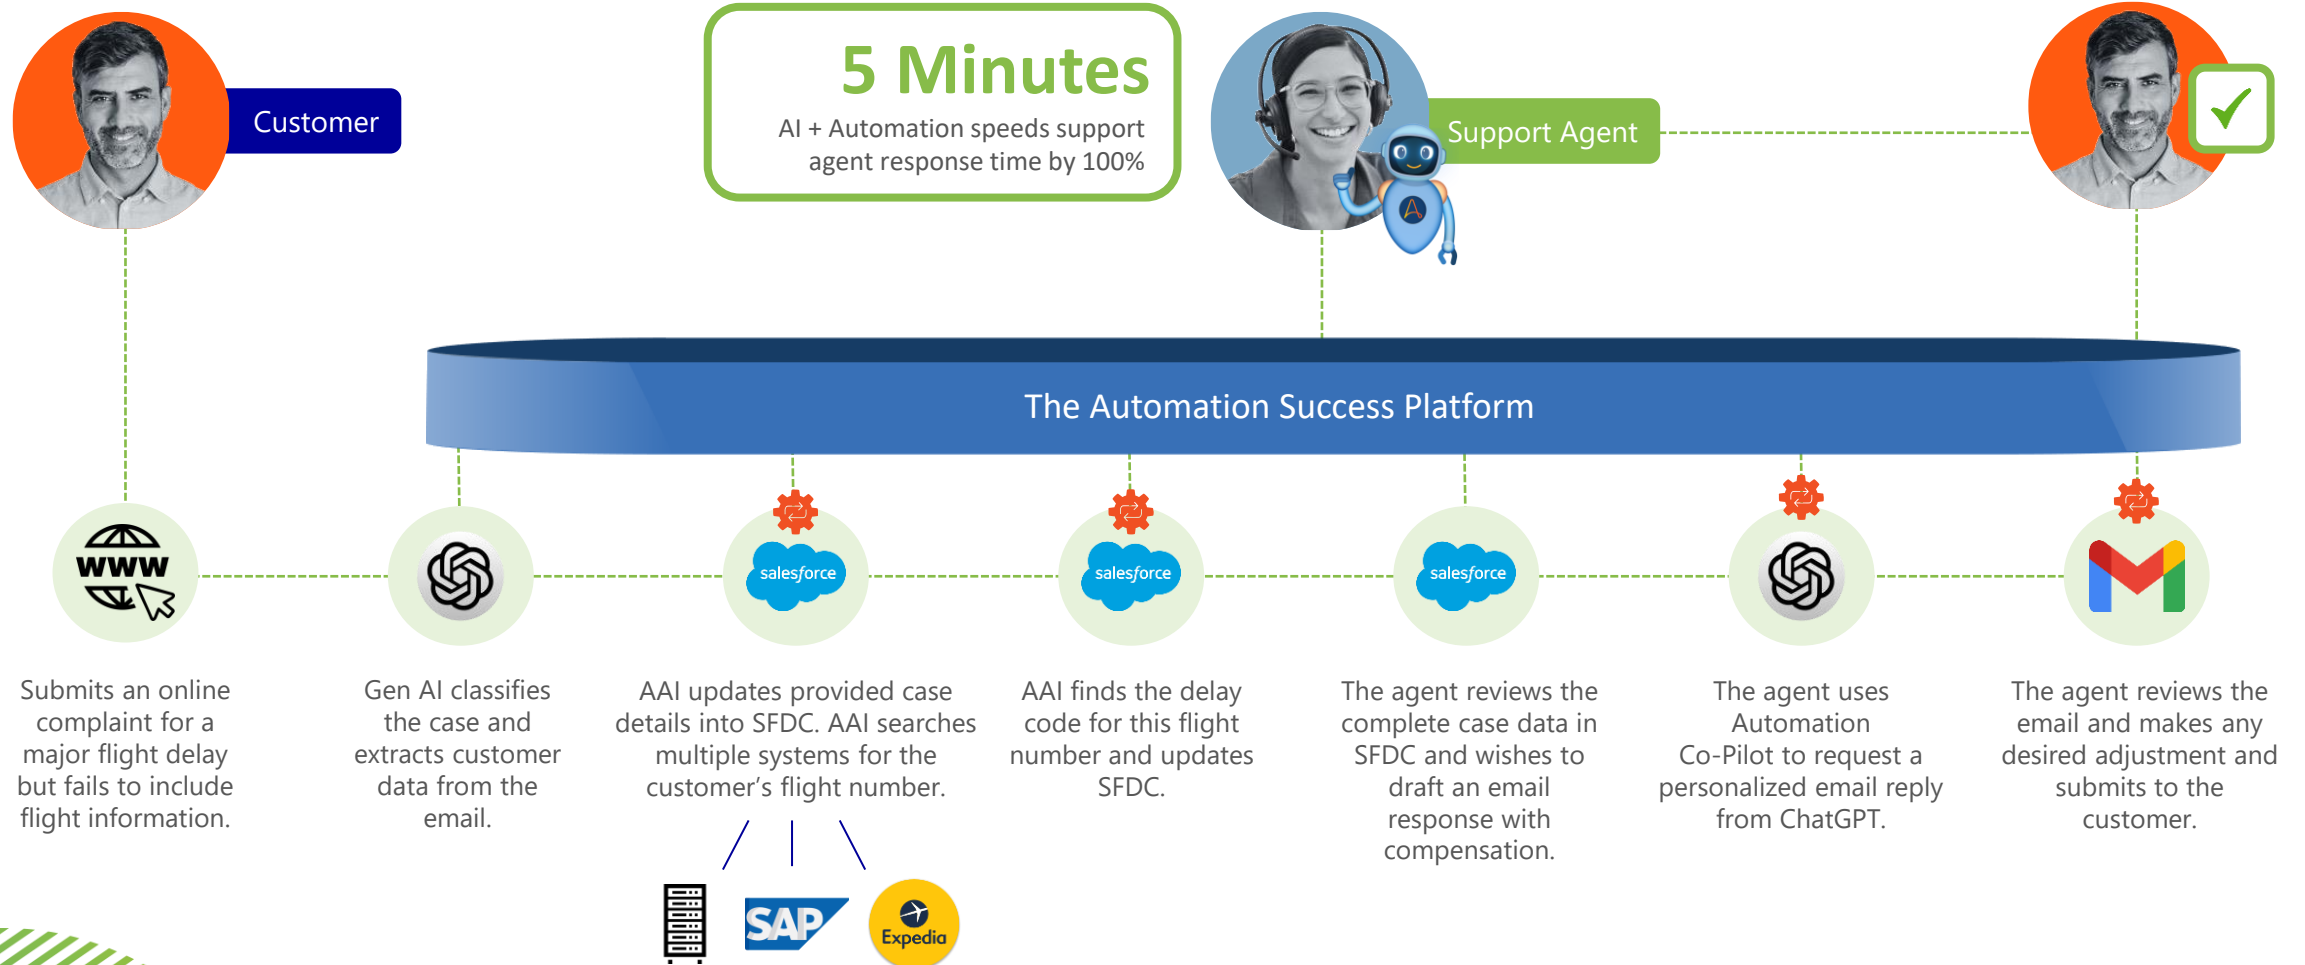 Customer
5 Minutes
AI + Automation speeds support
agent response time by 100%
Support Agent
The Automation Success Platform
WWW
salesforce
salesforce
salesforce
Submits an online
complaint for a
major flight delay
but fails to include
flight information.
Gen AI classifies
the case and
extracts customer
data from the
email.
AAI updates provided case
details into SFDC. AAI searches
multiple systems for the
customer’s flight number.
SAP
Expedia
AAI finds the delay
code for this flight
number and updates
SFDC.
The agent reviews the
complete case data in
SFDC and wishes to
draft an email
response with
compensation.
The agent uses
Automation
Co-Pilot to request a
personalized email reply
from ChatGPT.
The agent reviews the
email and makes any
desired adjustment and
submits to the
customer.